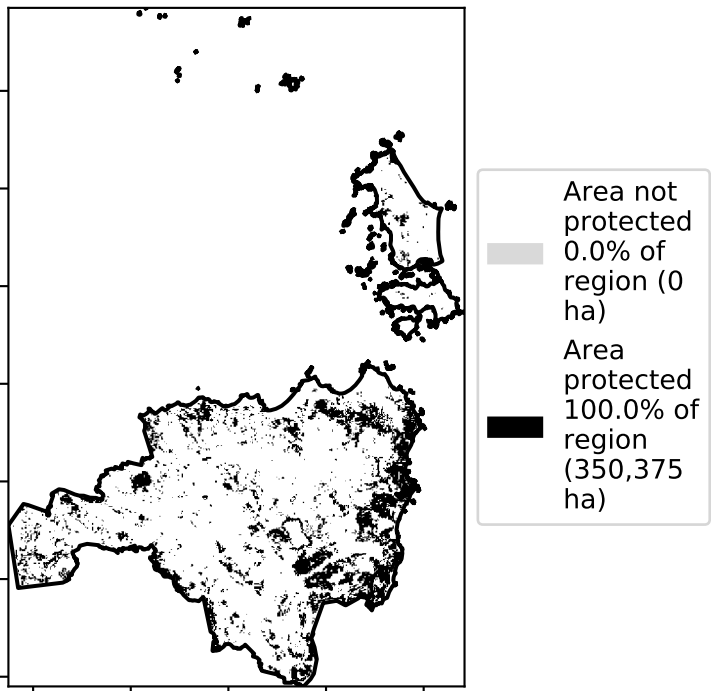 Area not
protected
0.0% of
region (0
ha)
Area
protected
100.0% of
region
(350,375
ha)